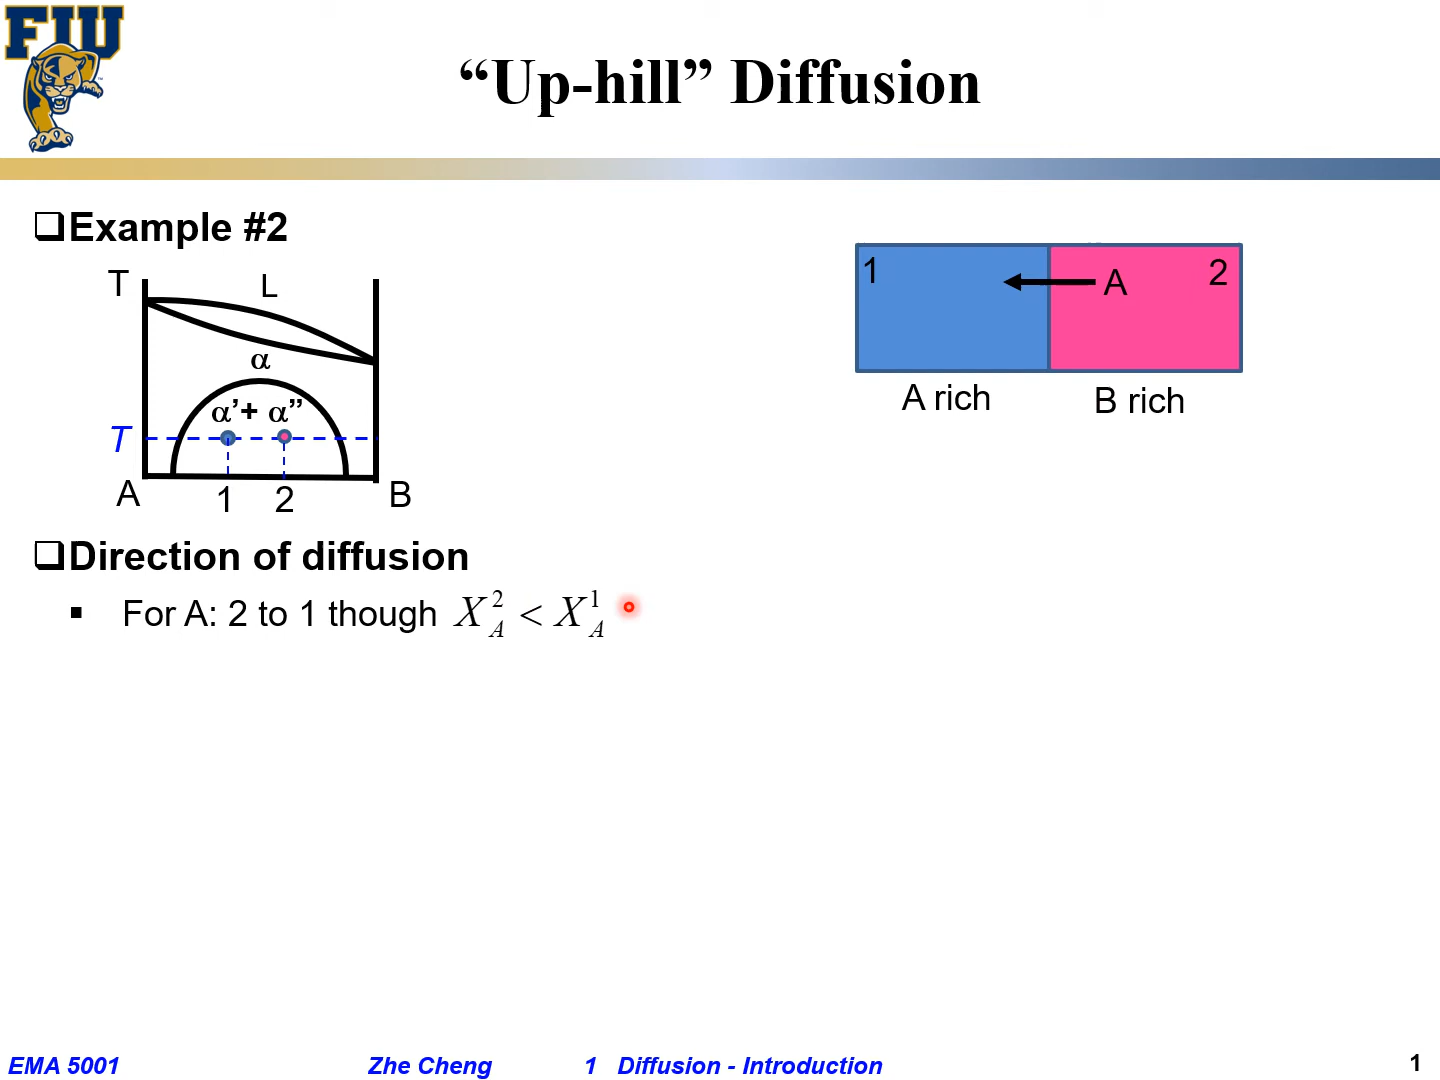 FIU
“Up-hill” Diffusion
❑Example #2
T
L
α
α’+ α”
T
A
1
2
B
1
A
2
A rich
B rich
❑Direction of diffusion
▪ For A: 2 to 1 though X_A^2 < X_A^1
EMA 5001
Zhe Cheng
1 Diffusion - Introduction
1